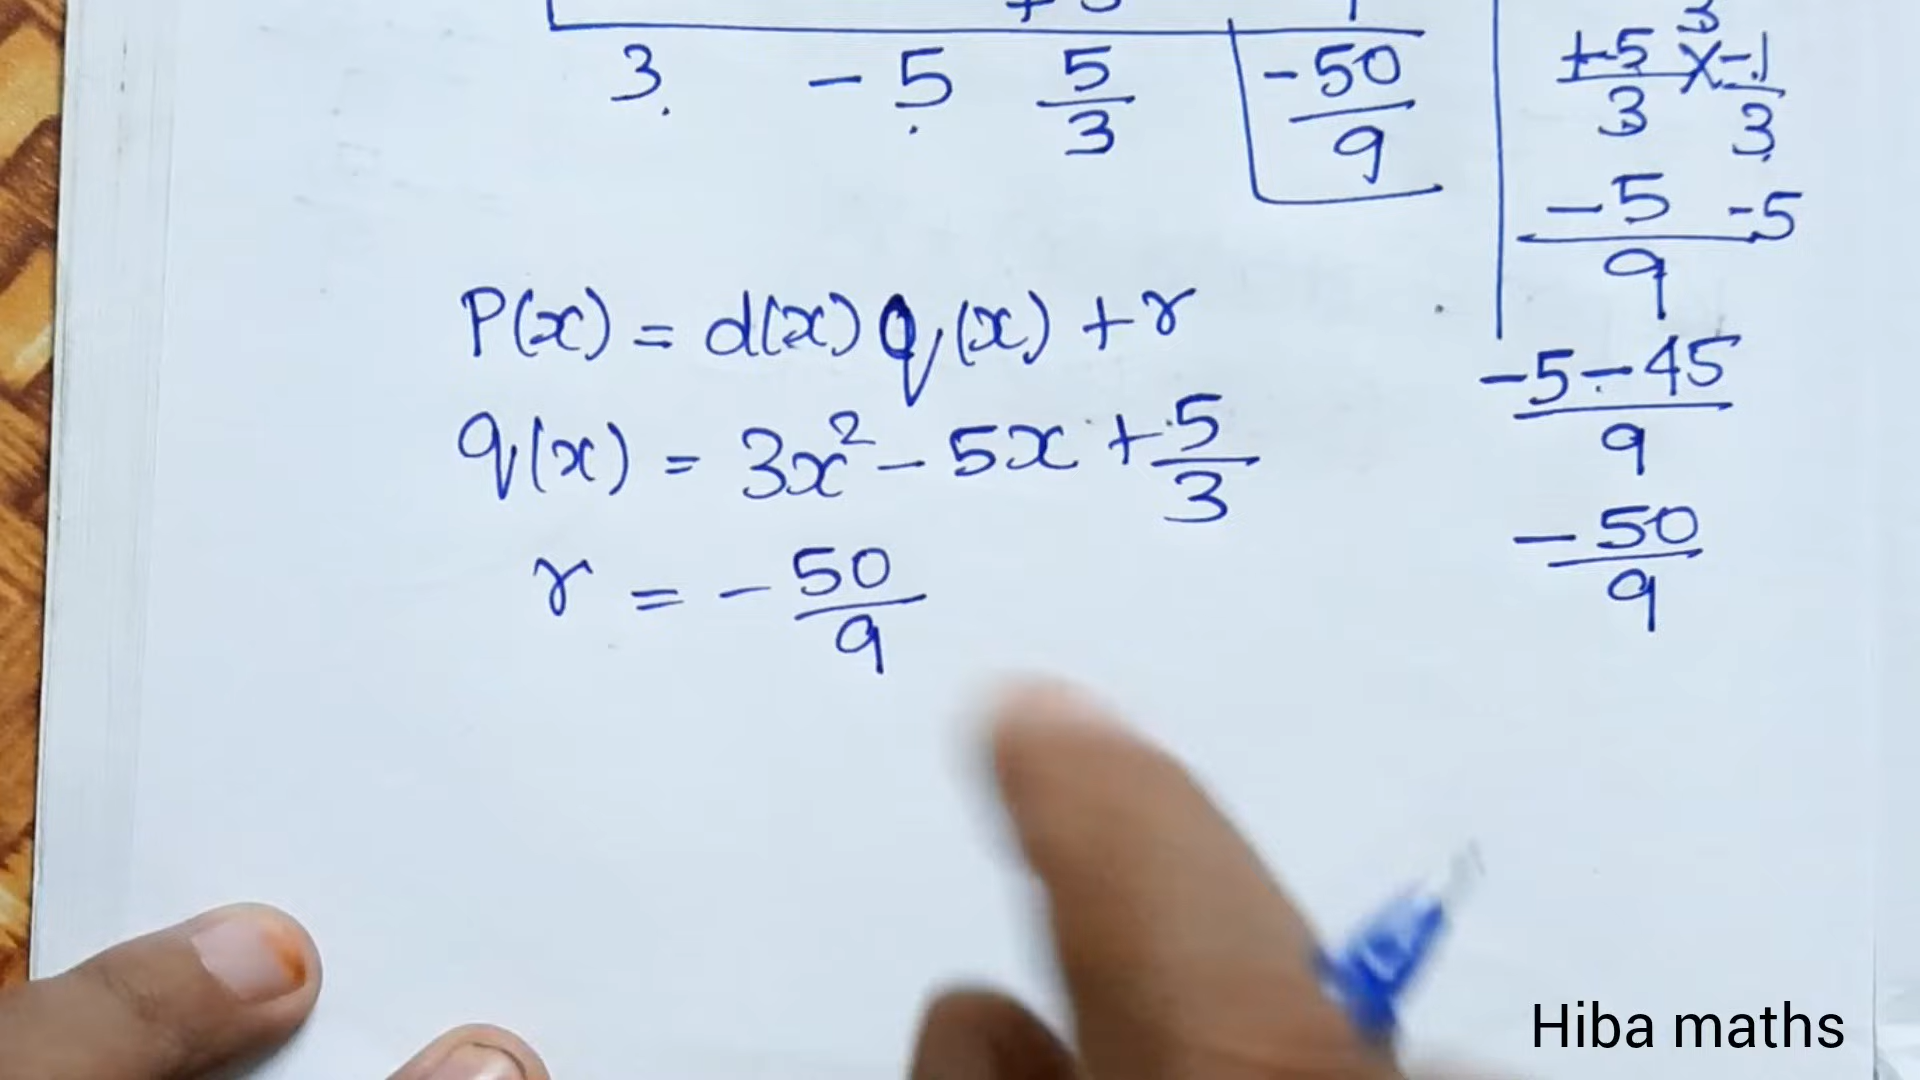 3 -5 5/3 -50/9
P(x) = d(x) q(x) + r
q(x) = 3x² - 5x + 5/3
r = - 50/9
+5/3 × -1/3
-5/9 -5
-5-45/9
-50/9
Hiba maths